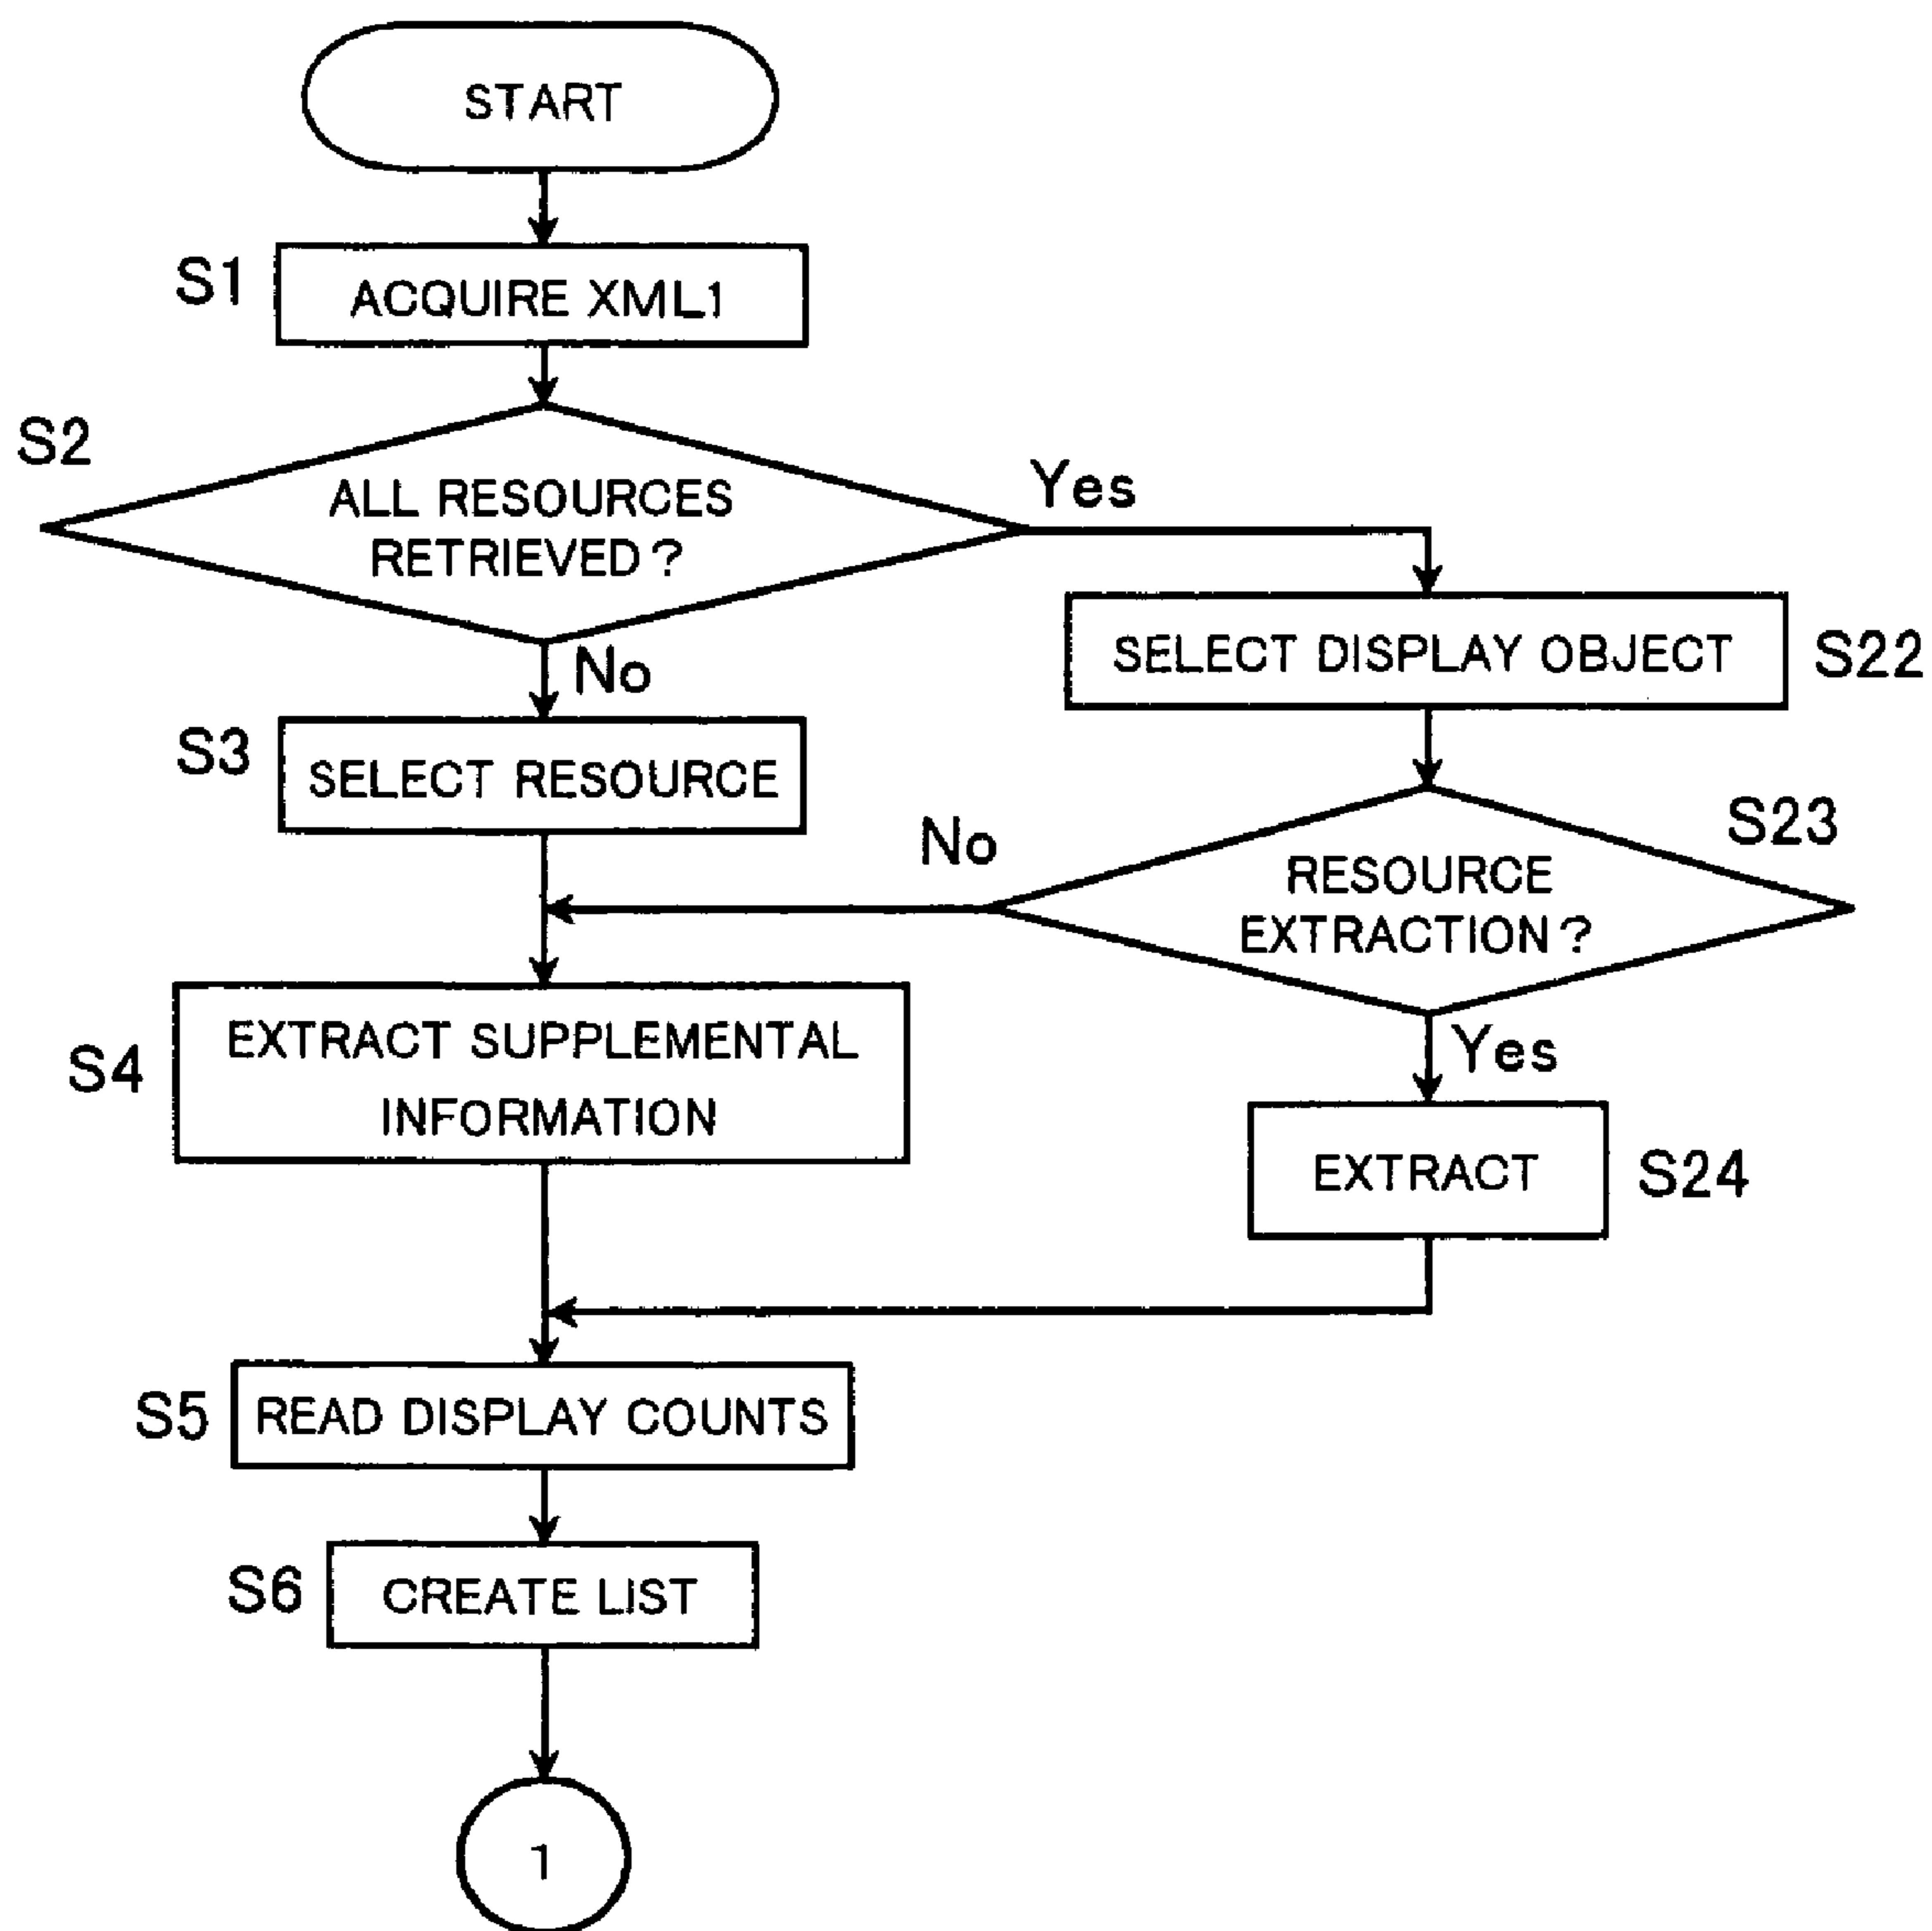 START
S1
ACQUIRE XML1
S2
ALL RESOURCES
RETRIEVED?
Yes
No
SELECT DISPLAY OBJECT
S22
S3
SELECT RESOURCE
No
S23
RESOURCE
EXTRACTION?
Yes
S4
EXTRACT SUPPLEMENTAL
INFORMATION
EXTRACT
S24
S5
READ DISPLAY COUNTS
S6
CREATE LIST
1